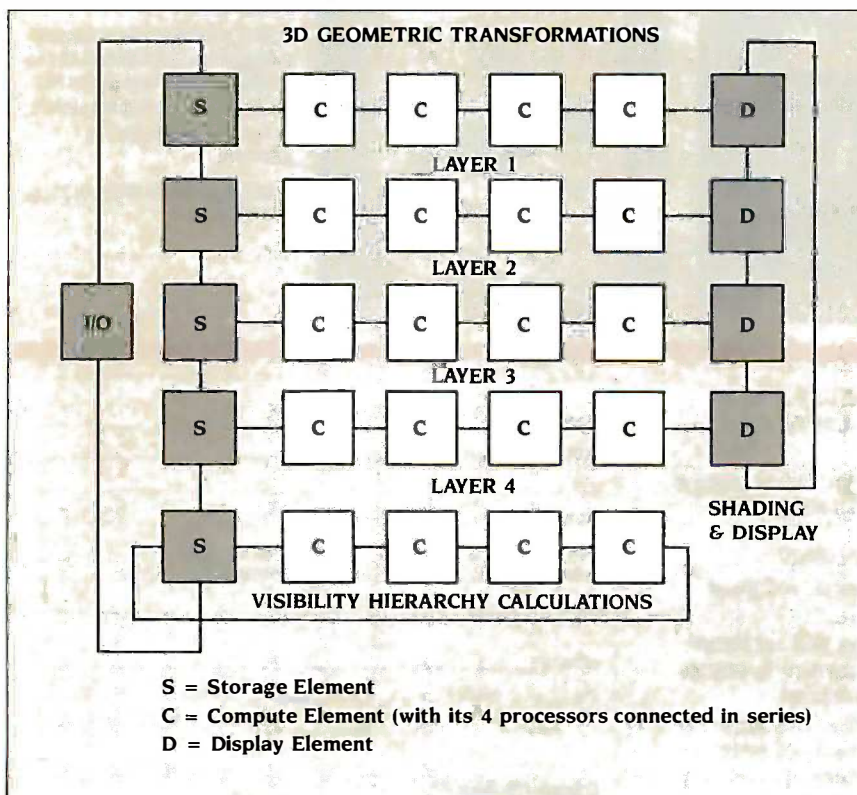 3D GEOMETRIC TRANSFORMATIONS
S C C C C D
LAYER 1
S C C C C D
LAYER 2
I/O S C C C C D
LAYER 3
S C C C C D
LAYER 4
SHADING
& DISPLAY
S C C C C
VISIBILITY HIERARCHY CALCULATIONS
S = Storage Element
C = Compute Element (with its 4 processors connected in series)
D = Display Element